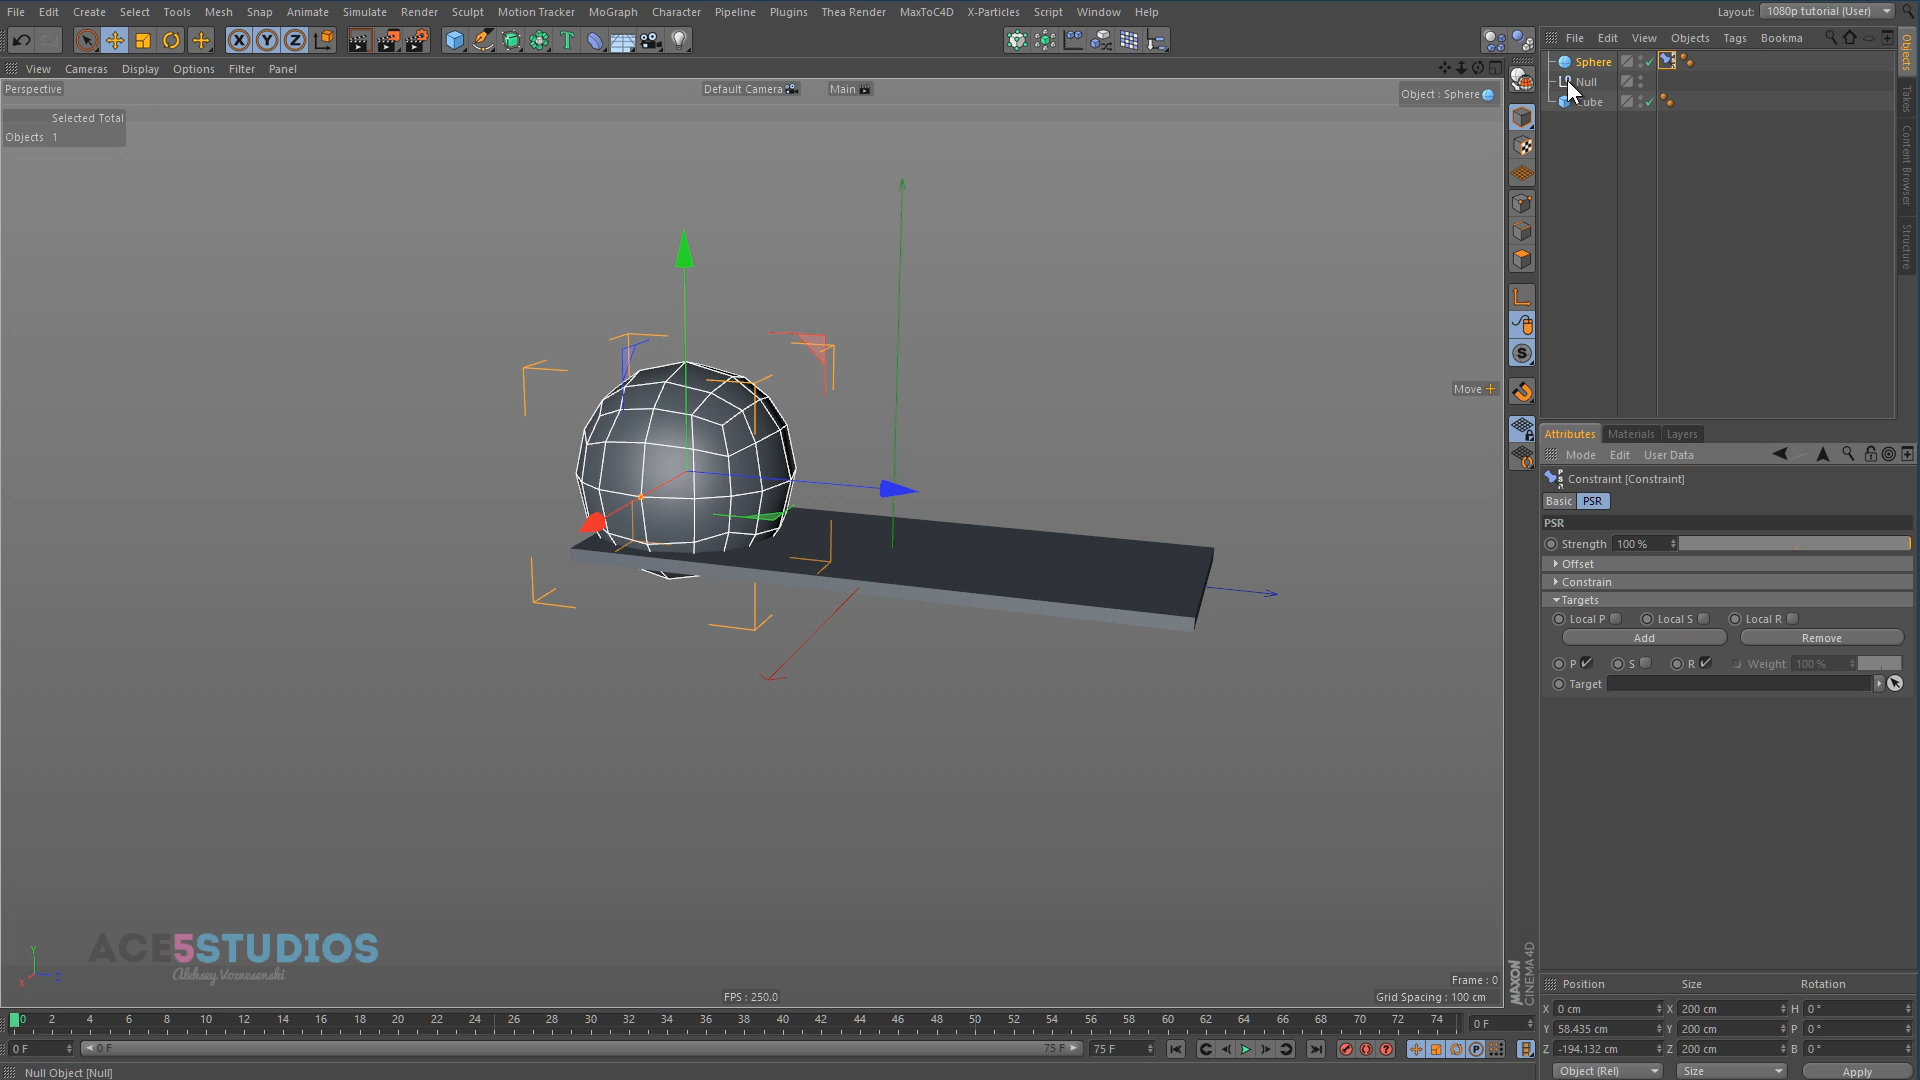 File Edit Create Select Tools Mesh Snap Animate Simulate Render Sculpt Motion Tracker MoGraph Character Pipeline Plugins Thea Render MaxToC4D X-Particles Script Window Help Layout: 1080p tutorial (User)
File Edit View Objects Tags Bookma
Objects
Takes
Content Browser
Structure
View Cameras Display Options Filter Panel
Perspective Default Camera Main Object : Sphere
Selected Total
Objects 1
Sphere
Null
Cube
Move
Attributes Materials Layers
Mode Edit User Data
Constraint [Constraint]
Basic PSR
PSR
Strength 100 %
Offset
Constrain
Targets
Local P Local S Local R
Add Remove
P S R Weight 100 %
Target
ACE5STUDIOS
Aleksey Voznesenski
Y
X Z
MAXON
CINEMA 4D
Frame : 0
FPS : 250.0 Grid Spacing : 100 cm
0 2 4 6 8 10 12 14 16 18 20 22 24 26 28 30 32 34 36 38 40 42 44 46 48 50 52 54 56 58 60 62 64 66 68 70 72 74 0 F
0 F 0 F 75 F 75 F
Position Size Rotation
X 0 cm X 200 cm H 0 °
Y 58.435 cm Y 200 cm P 0 °
Z -194.132 cm Z 200 cm B 0 °
Object (Rel) Size Apply
Null Object [Null]